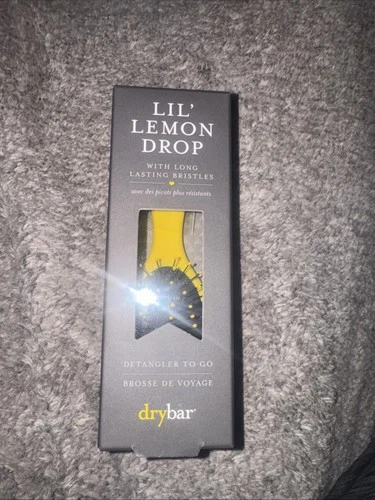 LIL'
LEMON
DROP
WITH LONG
LASTING BRISTLES
avec des picots plus résistants
DETANGLER TO GO
BROSSE DE VOYAGE
drybar